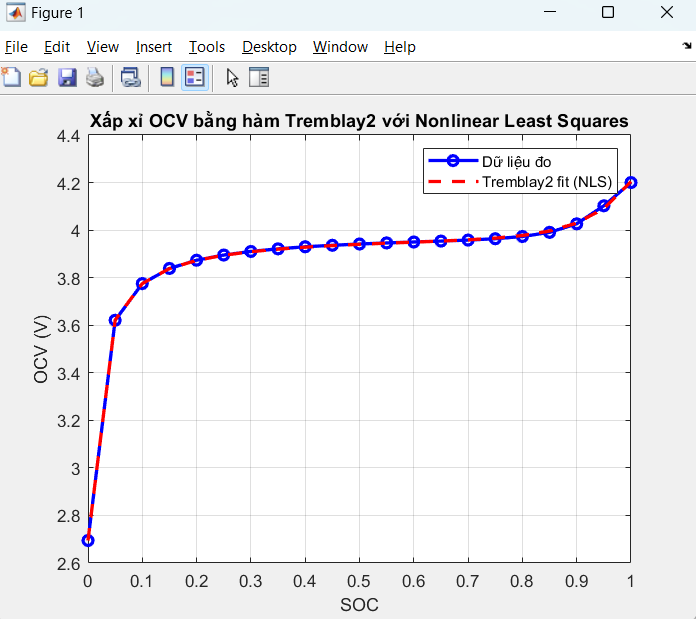 Figure 1
File Edit View Insert Tools Desktop Window Help
Xấp xỉ OCV bằng hàm Tremblay2 với Nonlinear Least Squares
Dữ liệu đo
Tremblay2 fit (NLS)
OCV (V)
4.4
4.2
4
3.8
3.6
3.4
3.2
3
2.8
2.6
0 0.1 0.2 0.3 0.4 0.5 0.6 0.7 0.8 0.9 1
SOC